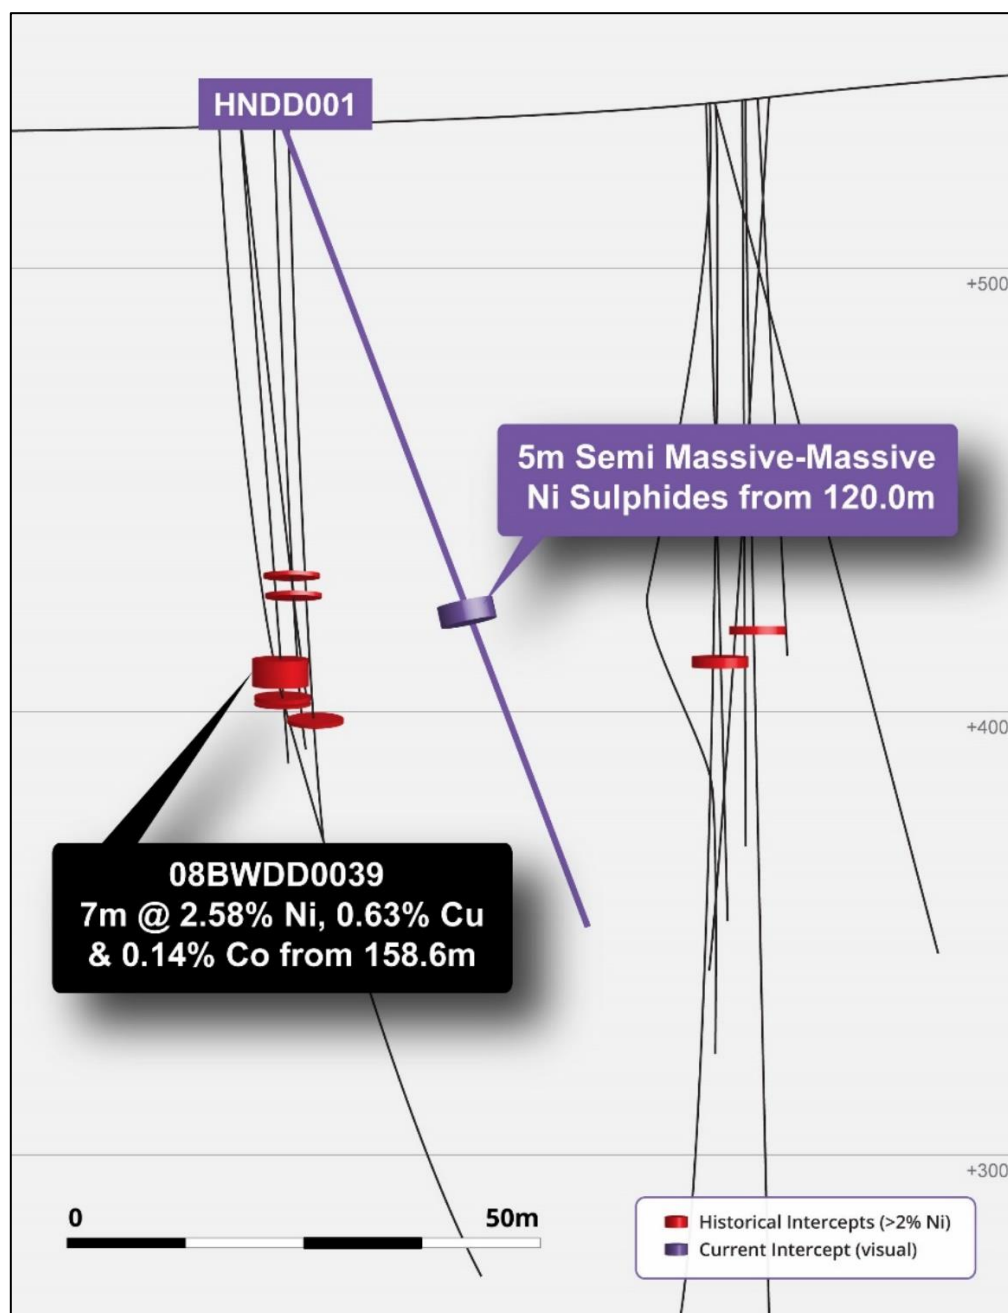 HNDD001
+500
5m Semi Massive-Massive
Ni Sulphides from 120.0m
+400
08BWDD0039
7m @ 2.58% Ni, 0.63% Cu
& 0.14% Co from 158.6m
+300
0 50m
Historical Intercepts (>2% Ni)
Current Intercept (visual)